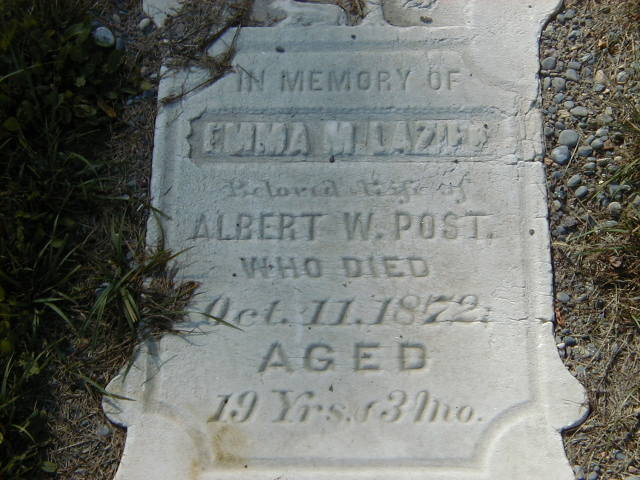 IN MEMORY OF
EMMA M. LAZIER
Beloved Wife of
ALBERT W. POST.
WHO DIED
Oct. 11. 1872.
AGED
19 Yrs. & 3 Mo.